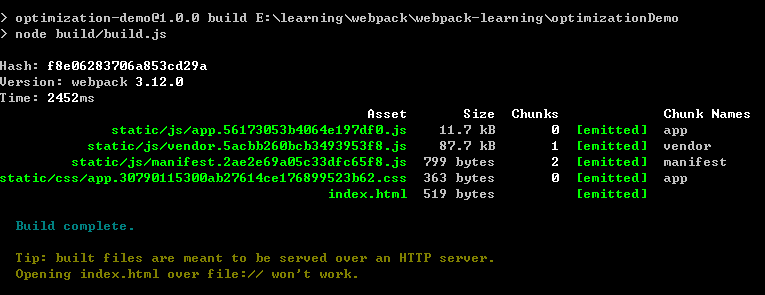 > optimization-demo@1.0.0 build E:\learning\webpack\webpack-learning\optimizationDemo
> node build/build.js
Hash: f8e06283706a853cd29a
Version: webpack 3.12.0
Time: 2452ms
Asset Size Chunks Chunk Names
static/js/app.56173053b4064e197df0.js 11.7 kB 0 [emitted] app
static/js/vendor.5acbb260bcb3493953f8.js 87.7 kB 1 [emitted] vendor
static/js/manifest.2ae2e69a05c33dfc65f8.js 799 bytes 2 [emitted] manifest
static/css/app.30790115300ab27614ce176899523b62.css 363 bytes 0 [emitted] app
index.html 519 bytes [emitted]
Build complete.
Tip: built files are meant to be served over an HTTP server.
Opening index.html over file:// won't work.